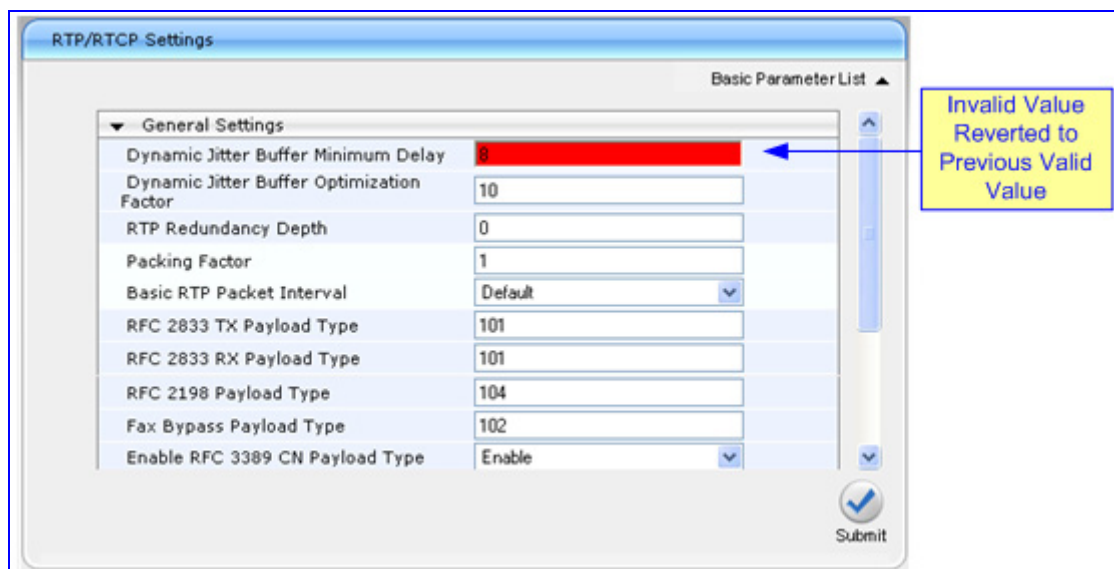 RTP/RTCP Settings
Basic Parameter List
General Settings
Dynamic Jitter Buffer Minimum Delay
8
Dynamic Jitter Buffer Optimization
Factor
10
RTP Redundancy Depth
0
Packing Factor
1
Basic RTP Packet Interval
Default
RFC 2833 TX Payload Type
101
RFC 2833 RX Payload Type
101
RFC 2198 Payload Type
104
Fax Bypass Payload Type
102
Enable RFC 3389 CN Payload Type
Enable
Submit
Invalid Value
Reverted to
Previous Valid
Value